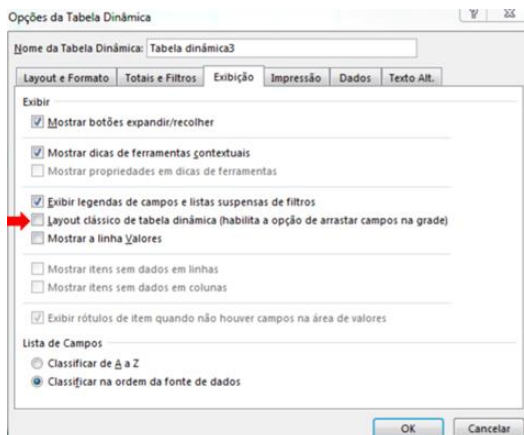 Opções da Tabela Dinâmica
Nome da Tabela Dinâmica: Tabela dinâmica3
Layout e Formato Totais e Filtros Exibição Impressão Dados Texto Alt.
Exibir
Mostrar botões expandir/recolher
Mostrar dicas de ferramentas contextuais
Mostrar propriedades em dicas de ferramentas
Exibir legendas de campos e listas suspensas de filtros
Layout clássico de tabela dinâmica (habilita a opção de arrastar campos na grade)
Mostrar a linha Valores
Mostrar itens sem dados em linhas
Mostrar itens sem dados em colunas
Exibir rótulos de item quando não houver campos na área de valores
Lista de Campos
Classificar de A a Z
Classificar na ordem da fonte de dados
OK Cancelar